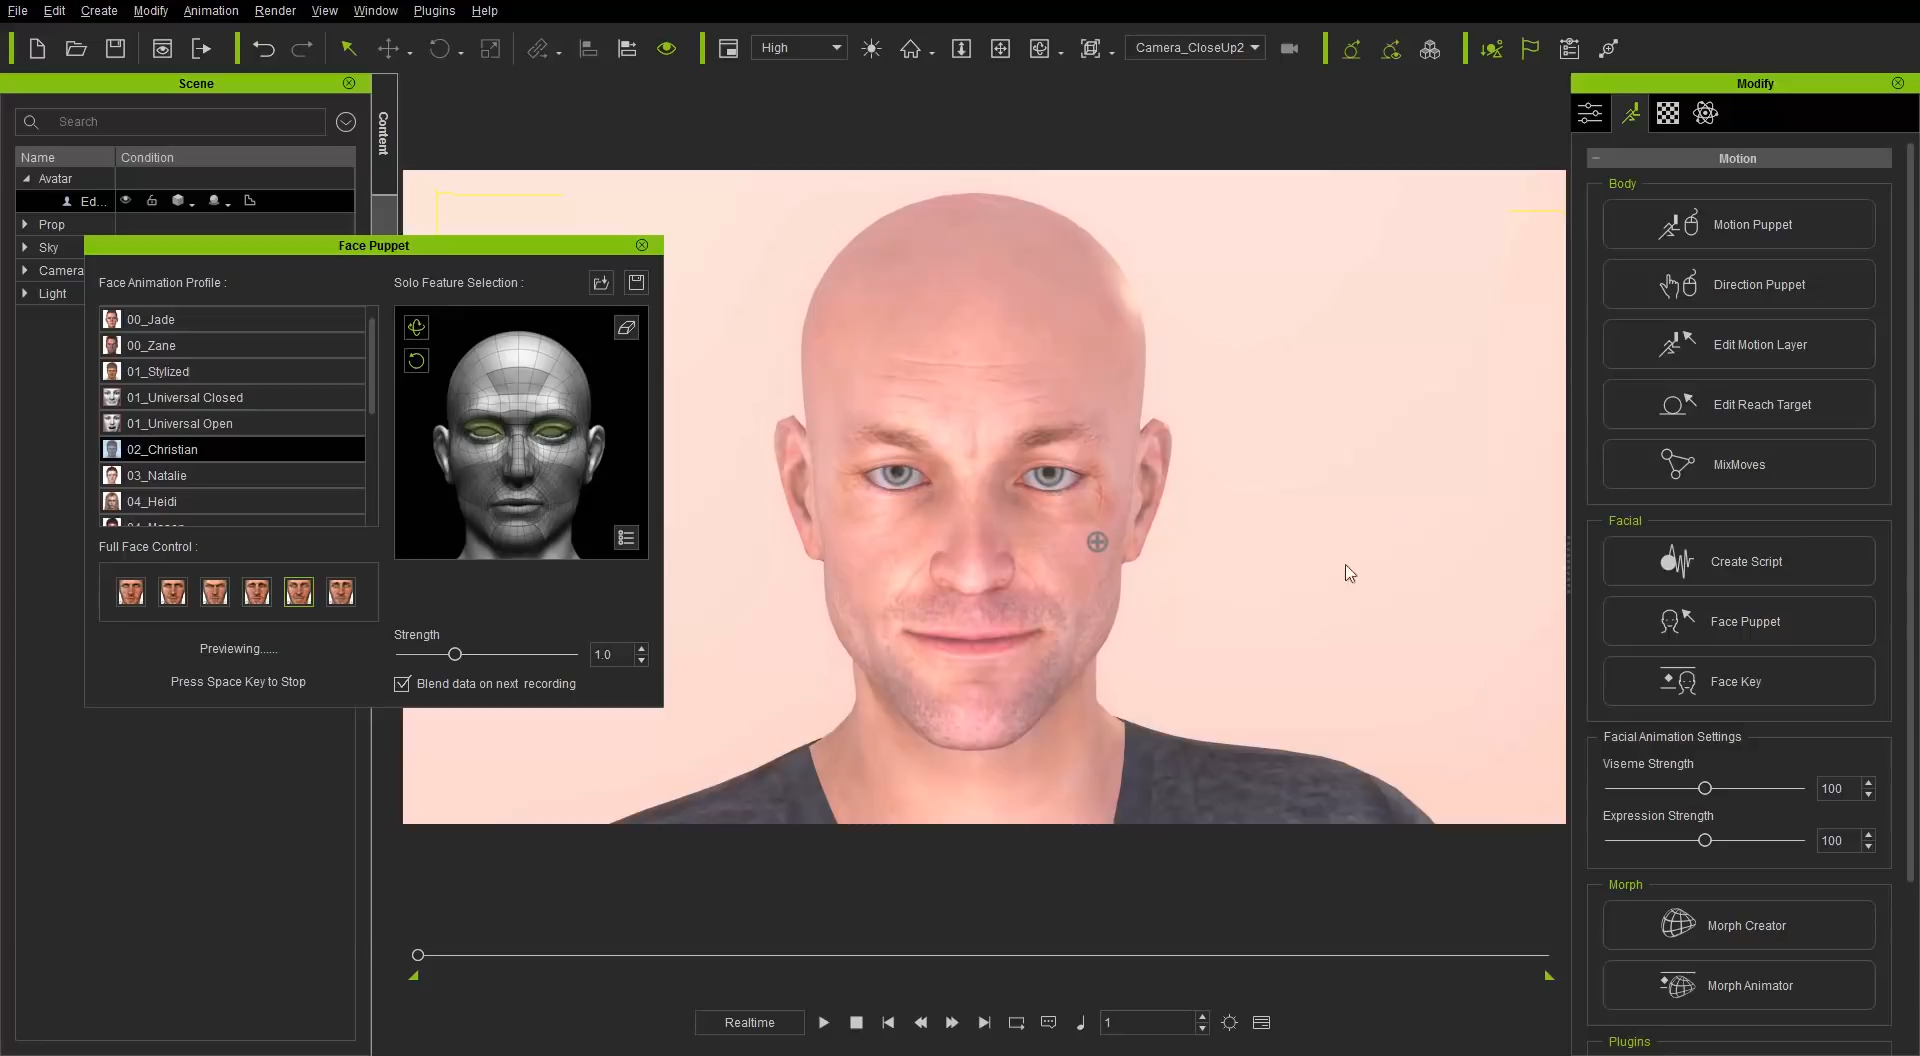 File Edit Create Modify Animation Render View Window Plugins Help
High
Camera_CloseUp2
Scene
Search
Name Condition
Avatar
Ed...
Prop
Sky
Camera
Light
Content
Face Puppet
Face Animation Profile :
00_Jade
00_Zane
01_Stylized
01_Universal Closed
01_Universal Open
02_Christian
03_Natalie
04_Heidi
Full Face Control :
Previewing......
Press Space Key to Stop
Solo Feature Selection :
Strength
1.0
Blend data on next recording
Realtime
1
Modify
Motion
Body
Motion Puppet
Direction Puppet
Edit Motion Layer
Edit Reach Target
MixMoves
Facial
Create Script
Face Puppet
Face Key
Facial Animation Settings
Viseme Strength
100
Expression Strength
100
Morph
Morph Creator
Morph Animator
Plugins